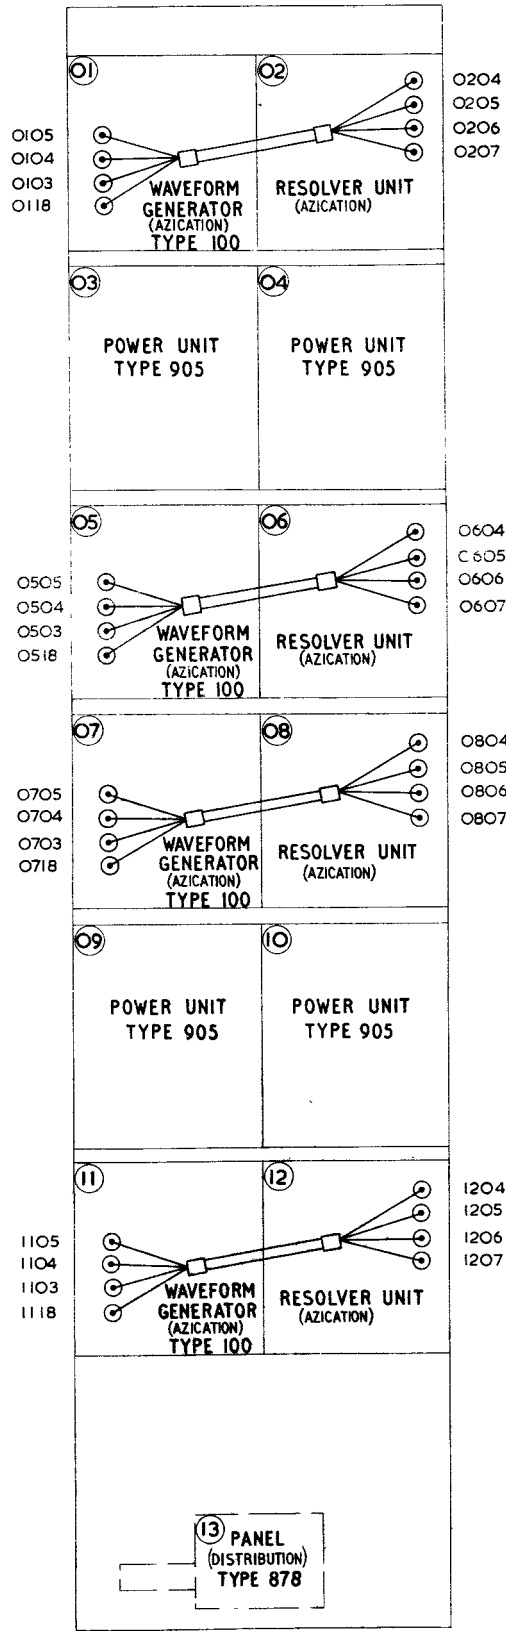 01
02
0105
0104
0103
0118
0204
0205
0206
0207
WAVEFORM
GENERATOR
(AZICATION)
TYPE 100
RESOLVER UNIT
(AZICATION)
03
04
POWER UNIT
TYPE 905
POWER UNIT
TYPE 905
05
06
0505
0504
0503
0518
0604
0605
0606
0607
WAVEFORM
GENERATOR
(AZICATION)
TYPE 100
RESOLVER UNIT
(AZICATION)
07
08
0705
0704
0703
0718
0804
0805
0806
0807
WAVEFORM
GENERATOR
(AZICATION)
TYPE 100
RESOLVER UNIT
(AZICATION)
09
10
POWER UNIT
TYPE 905
POWER UNIT
TYPE 905
11
12
1105
1104
1103
1118
1204
1205
1206
1207
WAVEFORM
GENERATOR
(AZICATION)
TYPE 100
RESOLVER UNIT
(AZICATION)
13
PANEL
(DISTRIBUTION)
TYPE 878